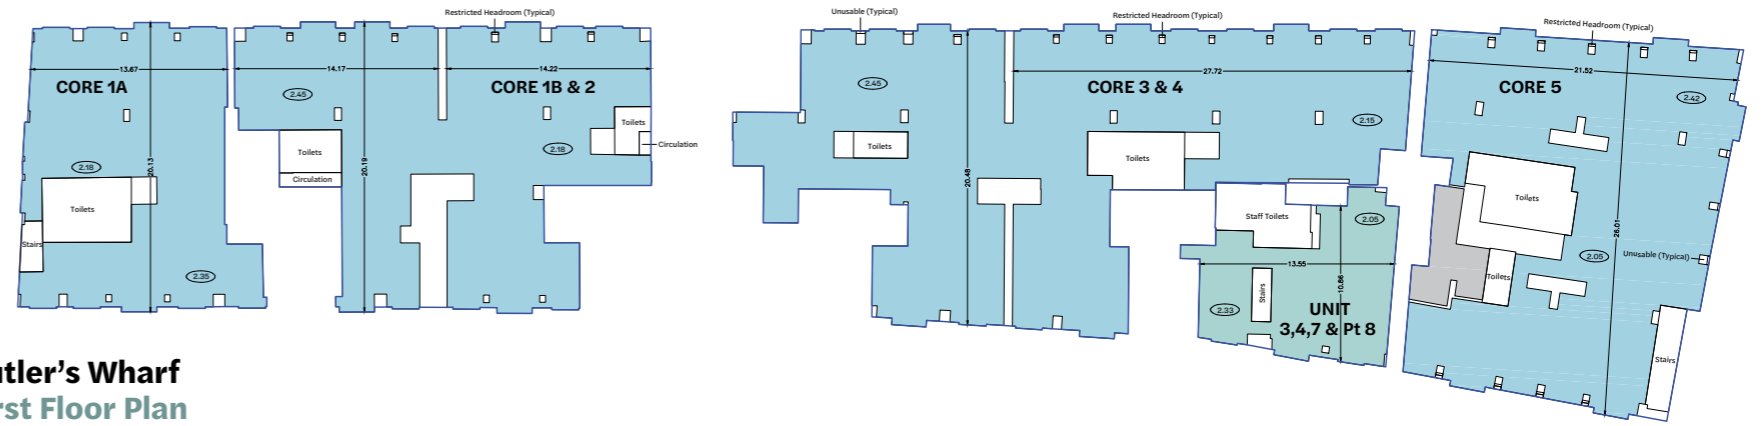 Restricted Headroom (Typical)
13.67
CORE 1A
2.18
20.13
Toilets
Stairs
2.35
14.17
14.22
CORE 1B & 2
2.45
Toilets
Circulation
20.19
2.18
Toilets
Circulation
Unusable (Typical)
Restricted Headroom (Typical)
2.45
27.72
CORE 3 & 4
2.15
Toilets
Toilets
20.48
Staff Toilets
2.05
13.55
10.86
Stairs
2.33
UNIT
3,4,7 & Pt 8
Restricted Headroom (Typical)
21.52
CORE 5
2.42
Toilets
26.01
2.05
Unusable (Typical)
Toilets
Stairs
utler's Wharf
rst Floor Plan